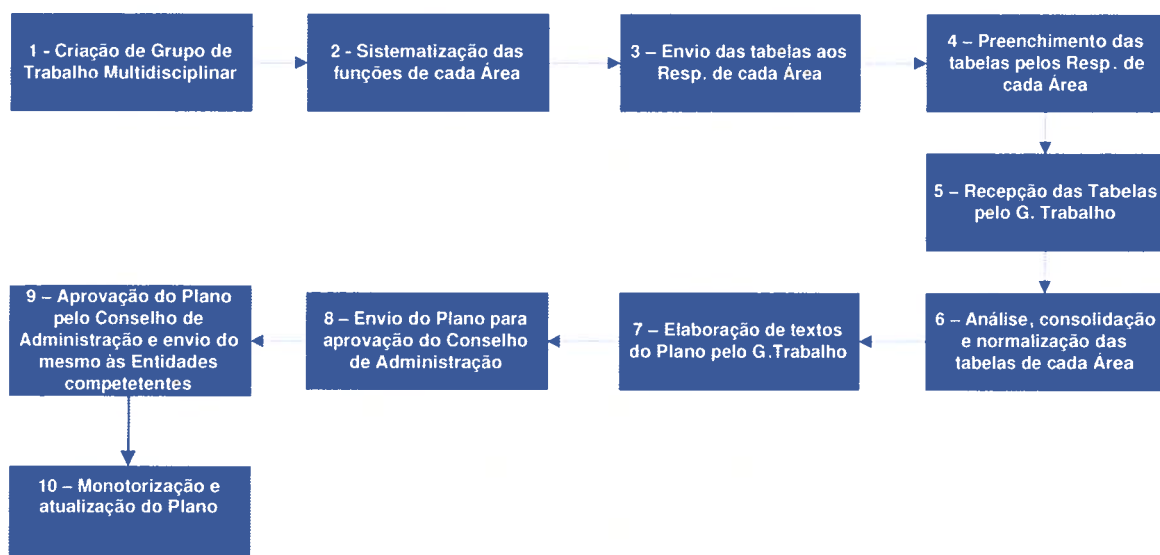 1 - Criação de Grupo de
Trabalho Multidisciplinar
2 - Sistematização das
funções de cada Área
3 – Envio das tabelas aos
Resp. de cada Área
4 – Preenchimento das
tabelas pelos Resp. de
cada Área
5 – Recepção das Tabelas
pelo G. Trabalho
6 – Análise, consolidação
e normalização das
tabelas de cada Área
7 – Elaboração de textos
do Plano pelo G.Trabalho
8 – Envio do Plano para
aprovação do Conselho
de Administração
9 – Aprovação do Plano
pelo Conselho de
Administração e envio do
mesmo às Entidades
competetentes
10 – Monotorização e
atualização do Plano